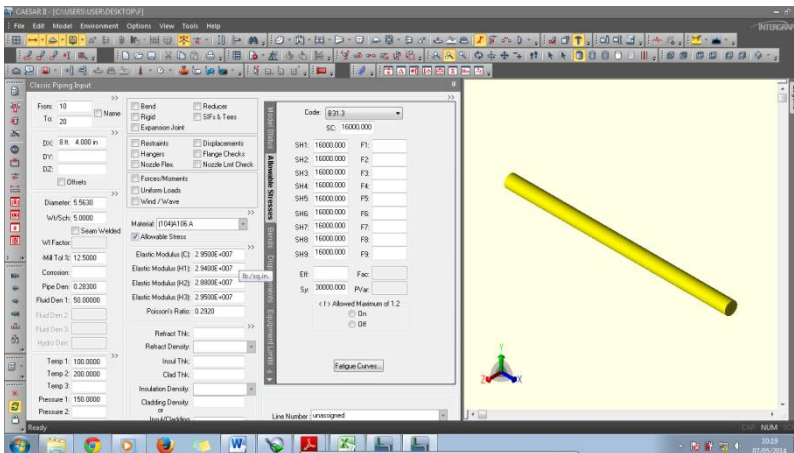 CAESAR II - [C:\USERS\USER\DESKTOP\F]
File Edit Model Environment Options View Tools Help
INTERGRAPH
Classic Piping Input
From: 10
To: 20
Name
DX: 8 ft. 4.000 in
DY:
DZ:
Offsets
Diameter: 5.5630
Wt/Sch: 5.0000
Seam Welded
Wl Factor:
-Mill Tol %: 12.5000
Corrosion:
Pipe Den: 0.28300
Fluid Den 1: 50.00000
Fluid Den 2:
Fluid Den 3:
Hydro Den:
Temp 1: 100.0000
Temp 2: 200.0000
Temp 3:
Pressure 1: 150.0000
Pressure 2:
Bend
Reducer
Rigid
SIFs & Tees
Expansion Joint
Restraints
Displacements
Hangers
Flange Checks
Nozzle Flex.
Nozzle Lmt Check
Forces/Moments
Uniform Loads
Wind / Wave
Material: (104)A106 A
Allowable Stress
Elastic Modulus (C): 2.9500E+007
Elastic Modulus (H1): 2.9400E+007
Elastic Modulus (H2): 2.8800E+007
Elastic Modulus (H3): 2.9500E+007
Poisson's Ratio: 0.2920
lb./sq.in.
Refract Thk:
Refract Density:
Insul Thk:
Clad Thk:
Insulation Density:
Cladding Density:
or
Insul/Cladding
Model Status
Allowable Stresses
Bends
Displacements
Equipment Limits
Code: B31.3
SC: 16000.000
SH1: 16000.000 F1:
SH2: 16000.000 F2:
SH3: 16000.000 F3:
SH4: 16000.000 F4:
SH5: 16000.000 F5:
SH6: 16000.000 F6:
SH7: 16000.000 F7:
SH8: 16000.000 F8:
SH9: 16000.000 F9:
Eff: Fac:
Sy: 30000.000 PVar:
< f > Allowed Maximum of 1.2
On
Off
Fatigue Curves...
Line Number: unassigned
Y
Z X
Ready
CAP NUM
10:19
07/05/2014